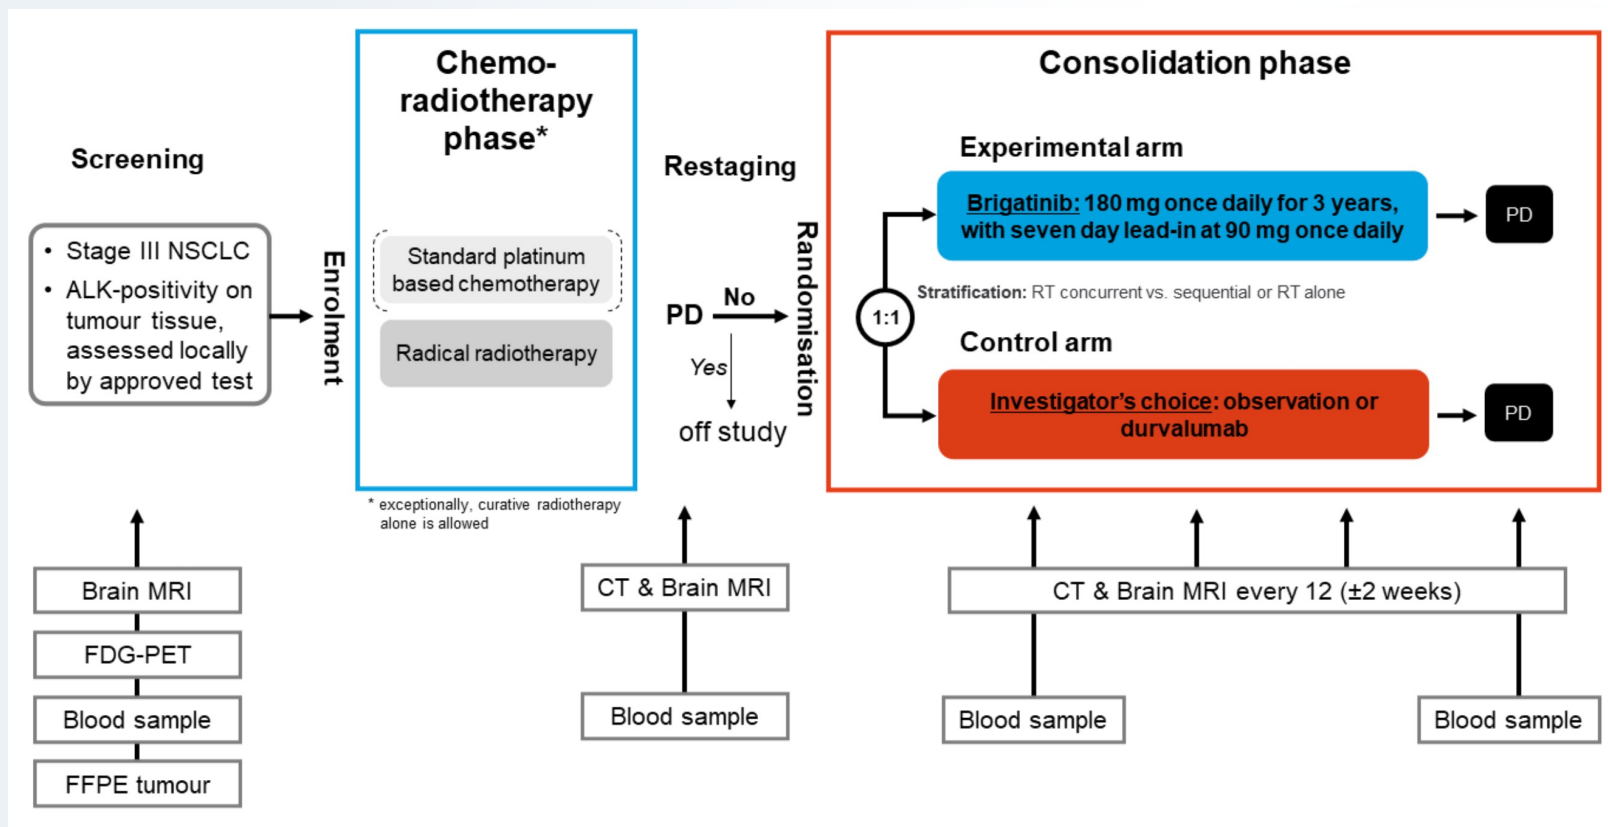 Screening
• Stage III NSCLC
• ALK-positivity on
tumour tissue,
assessed locally
by approved test
Enrolment
Chemo-
radiotherapy
phase*
Standard platinum
based chemotherapy
Radical radiotherapy
* exceptionally, curative radiotherapy
alone is allowed
Restaging
PD
No
Yes
off study
Randomisation
Consolidation phase
1:1
Experimental arm
Brigatinib: 180 mg once daily for 3 years,
with seven day lead-in at 90 mg once daily
PD
Stratification: RT concurrent vs. sequential or RT alone
Control arm
Investigator's choice: observation or
durvalumab
PD
Brain MRI
FDG-PET
Blood sample
FFPE tumour
CT & Brain MRI
Blood sample
CT & Brain MRI every 12 (±2 weeks)
Blood sample
Blood sample